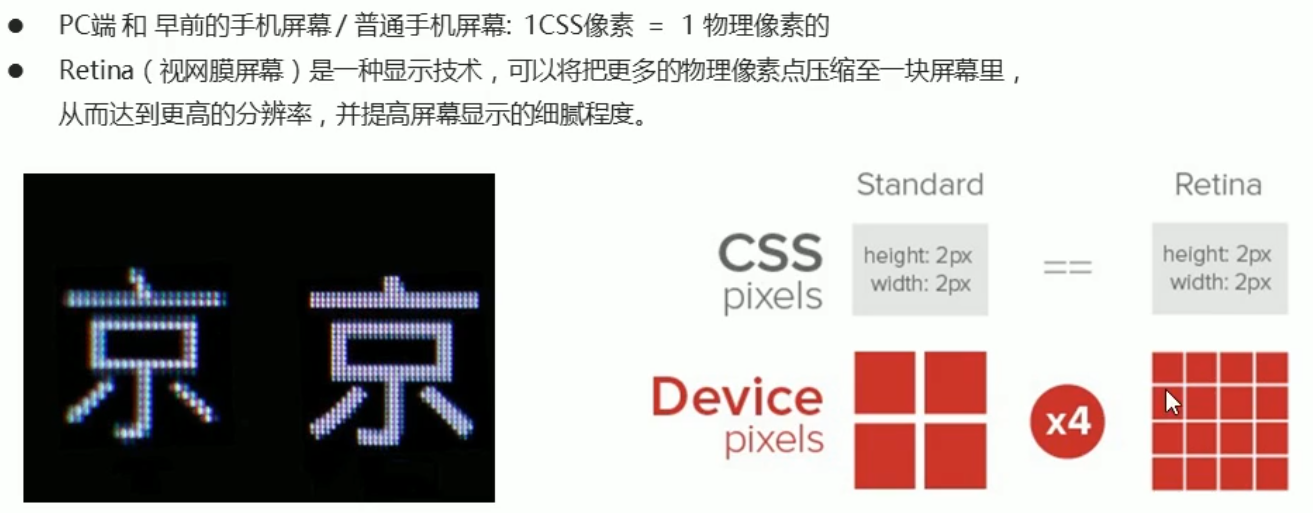 ● PC端 和 早前的手机屏幕 / 普通手机屏幕: 1CSS像素 = 1 物理像素的
● Retina（视网膜屏幕）是一种显示技术，可以将把更多的物理像素点压缩至一块屏幕里，
从而达到更高的分辨率，并提高屏幕显示的细腻程度。
京 京
Standard Retina
CSS pixels
height: 2px
width: 2px
==
height: 2px
width: 2px
Device pixels
x4